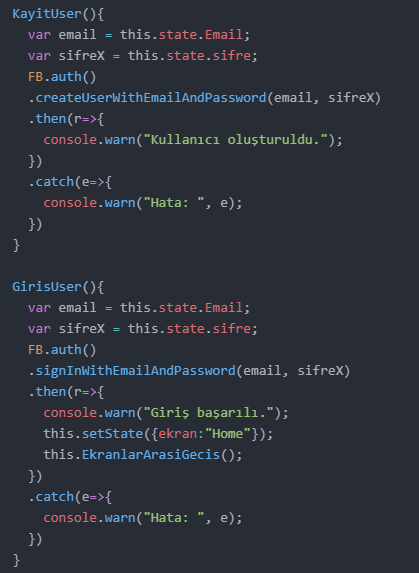 KayitUser(){
  var email = this.state.Email;
  var sifreX = this.state.sifre;
  FB.auth()
  .createUserWithEmailAndPassword(email, sifreX)
  .then(r=>{
    console.warn("Kullanıcı oluşturuldu.");
  })
  .catch(e=>{
    console.warn("Hata: ", e);
  })
}

GirisUser(){
  var email = this.state.Email;
  var sifreX = this.state.sifre;
  FB.auth()
  .signInWithEmailAndPassword(email, sifreX)
  .then(r=>{
    console.warn("Giriş başarılı.");
    this.setState({ekran:"Home"});
    this.EkranlarArasiGecis();
  })
  .catch(e=>{
    console.warn("Hata: ", e);
  })
}